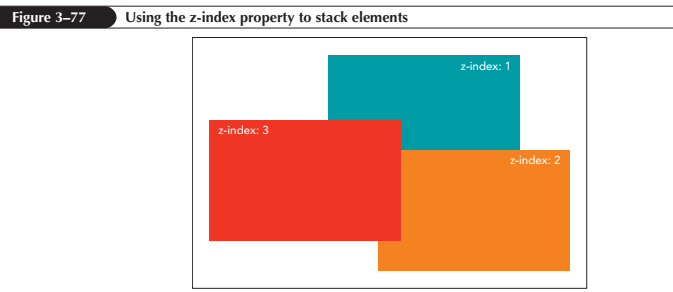 Figure 3–77 Using the z-index property to stack elements
z-index: 1
z-index: 3
z-index: 2